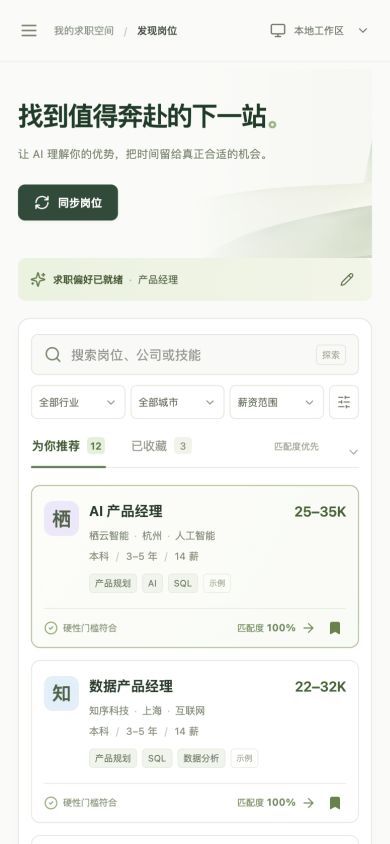 我的求职空间 / 发现岗位 本地工作区
找到值得奔赴的下一站。
让 AI 理解你的优势，把时间留给真正合适的机会。
同步岗位
求职偏好已就绪 · 产品经理
搜索岗位、公司或技能 探索
全部行业 全部城市 薪资范围
为你推荐 12 已收藏 3 匹配度优先
栖 AI 产品经理 25–35K
栖云智能 · 杭州 · 人工智能
本科 / 3–5 年 / 14 薪
产品规划 AI SQL 示例
硬性门槛符合 匹配度 100%
知 数据产品经理 22–32K
知序科技 · 上海 · 互联网
本科 / 3–5 年 / 14 薪
产品规划 SQL 数据分析 示例
硬性门槛符合 匹配度 100%